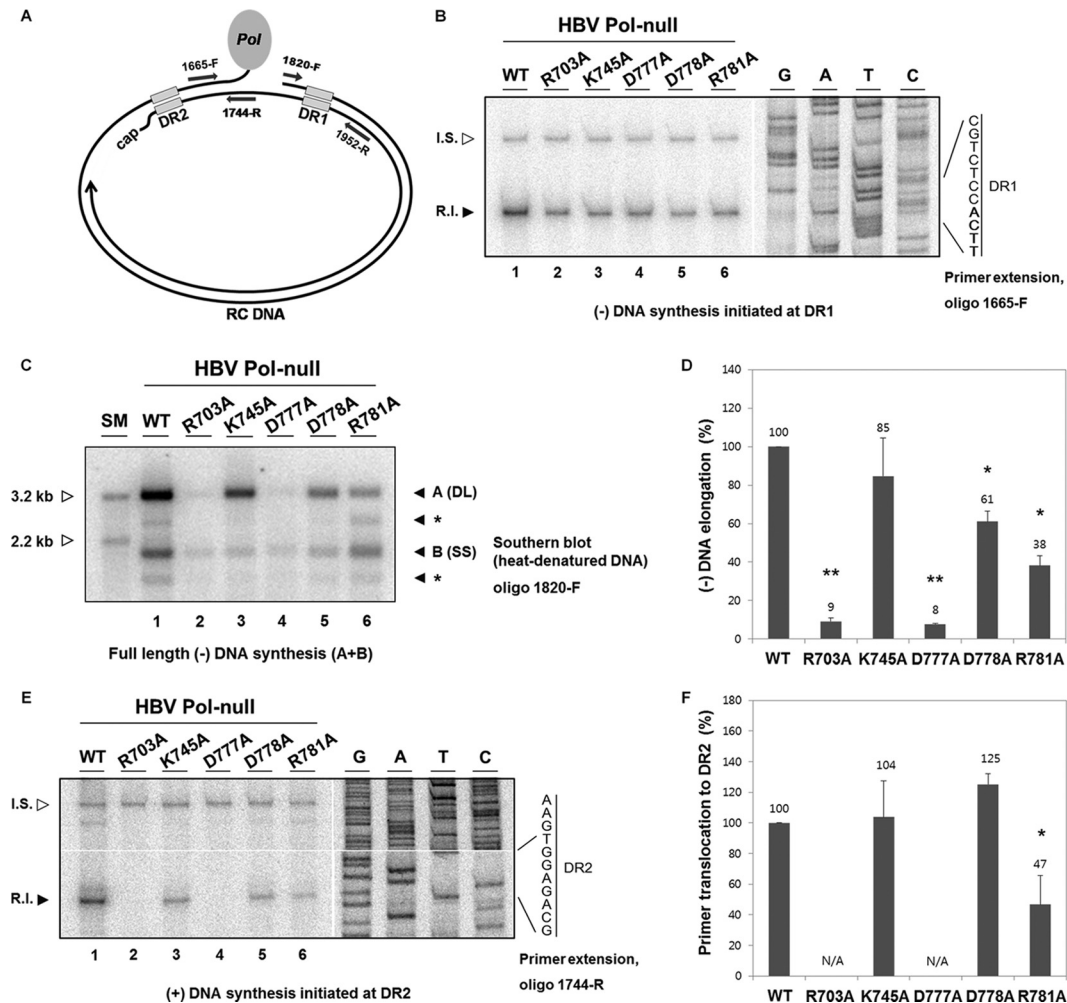 A
Pol
1665-F
1820-F
DR2
1744-R
DR1
1952-R
cap
RC DNA
B
HBV Pol-null
WT R703A K745A D777A D778A R781A G A T C
I.S.
R.I.
1 2 3 4 5 6
(-) DNA synthesis initiated at DR1
C
G
T
C
T
C
C
A
C
T
T
DR1
Primer extension,
oligo 1665-F
C
HBV Pol-null
SM WT R703A K745A D777A D778A R781A
3.2 kb
2.2 kb
A (DL)
*
B (SS)
*
Southern blot
(heat-denatured DNA)
oligo 1820-F
1 2 3 4 5 6
Full length (-) DNA synthesis (A+B)
D
(-) DNA elongation (%)
140
120
100
80
60
40
20
0
100
**
9
85
**
8
*
61
*
38
WT R703A K745A D777A D778A R781A
E
HBV Pol-null
WT R703A K745A D777A D778A R781A G A T C
I.S.
R.I.
1 2 3 4 5 6
(+) DNA synthesis initiated at DR2
A
A
G
T
G
G
A
G
A
C
G
DR2
Primer extension,
oligo 1744-R
F
Primer translocation to DR2 (%)
180
160
140
120
100
80
60
40
20
0
100
N/A
104
N/A
125
*
47
WT R703A K745A D777A D778A R781A